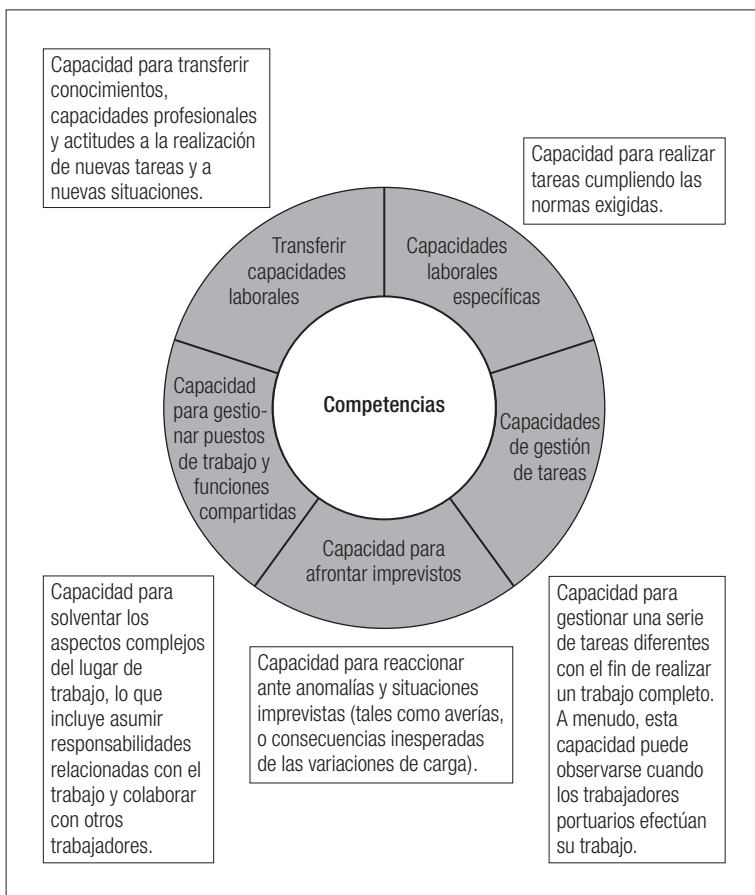 Capacidad para transferir
conocimientos,
capacidades profesionales
y actitudes a la realización
de nuevas tareas y a
nuevas situaciones.
Capacidad para realizar
tareas cumpliendo las
normas exigidas.
Transferir
capacidades
laborales
Capacidades
laborales
específicas
Capacidad
para gestio-
nar puestos
de trabajo y
funciones
compartidas
Competencias
Capacidades
de gestión
de tareas
Capacidad para
afrontar imprevistos
Capacidad para
solventar los
aspectos complejos
del lugar de
trabajo, lo que
incluye asumir
responsabilidades
relacionadas con el
trabajo y colaborar
con otros
trabajadores.
Capacidad para reaccionar
ante anomalías y situaciones
imprevistas (tales como averías,
o consecuencias inesperadas
de las variaciones de carga).
Capacidad para
gestionar una serie
de tareas diferentes
con el fin de realizar
un trabajo completo.
A menudo, esta
capacidad puede
observarse cuando
los trabajadores
portuarios efectúan
su trabajo.